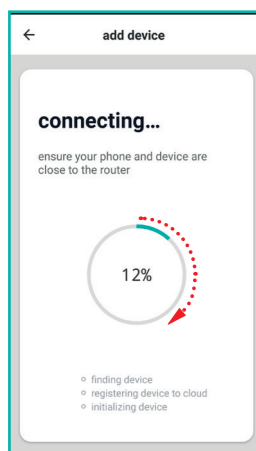 add device
connecting...
ensure your phone and device are
close to the router
12%
finding device
registering device to cloud
initializing device